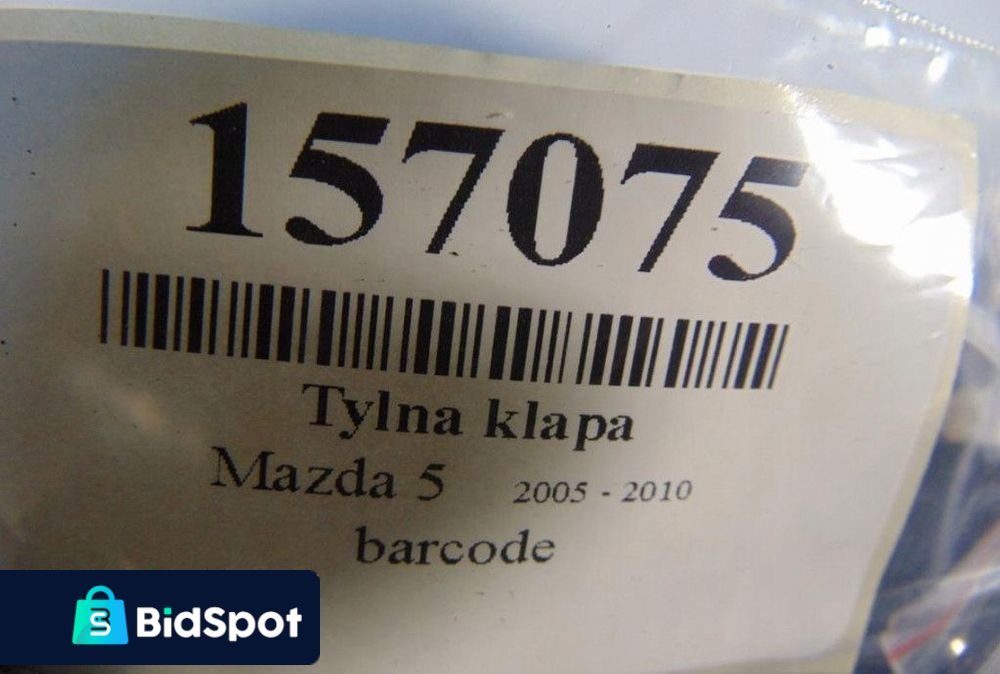 157075
Tylna klapa
Mazda 5 2005 - 2010
barcode
BidSpot